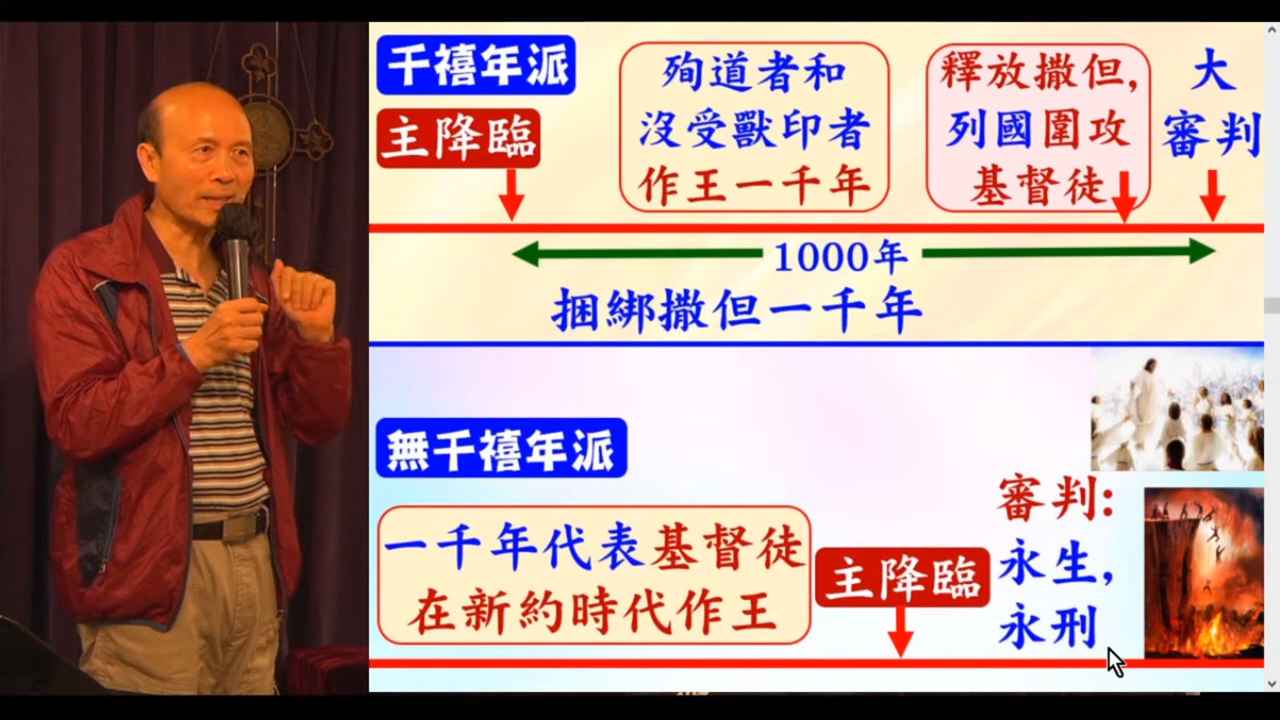 千禧年派
主降臨
殉道者和
沒受獸印者
作王一千年
釋放撒但,
列國圍攻
基督徒
大
審判
1000年
捆綁撒但一千年
無千禧年派
一千年代表基督徒
在新約時代作王
主降臨
審判:
永生,
永刑